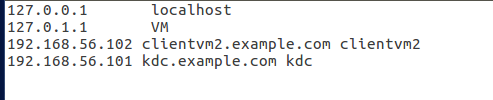 127.0.0.1 localhost
127.0.1.1 VM
192.168.56.102 clientvm2.example.com clientvm2
192.168.56.101 kdc.example.com kdc